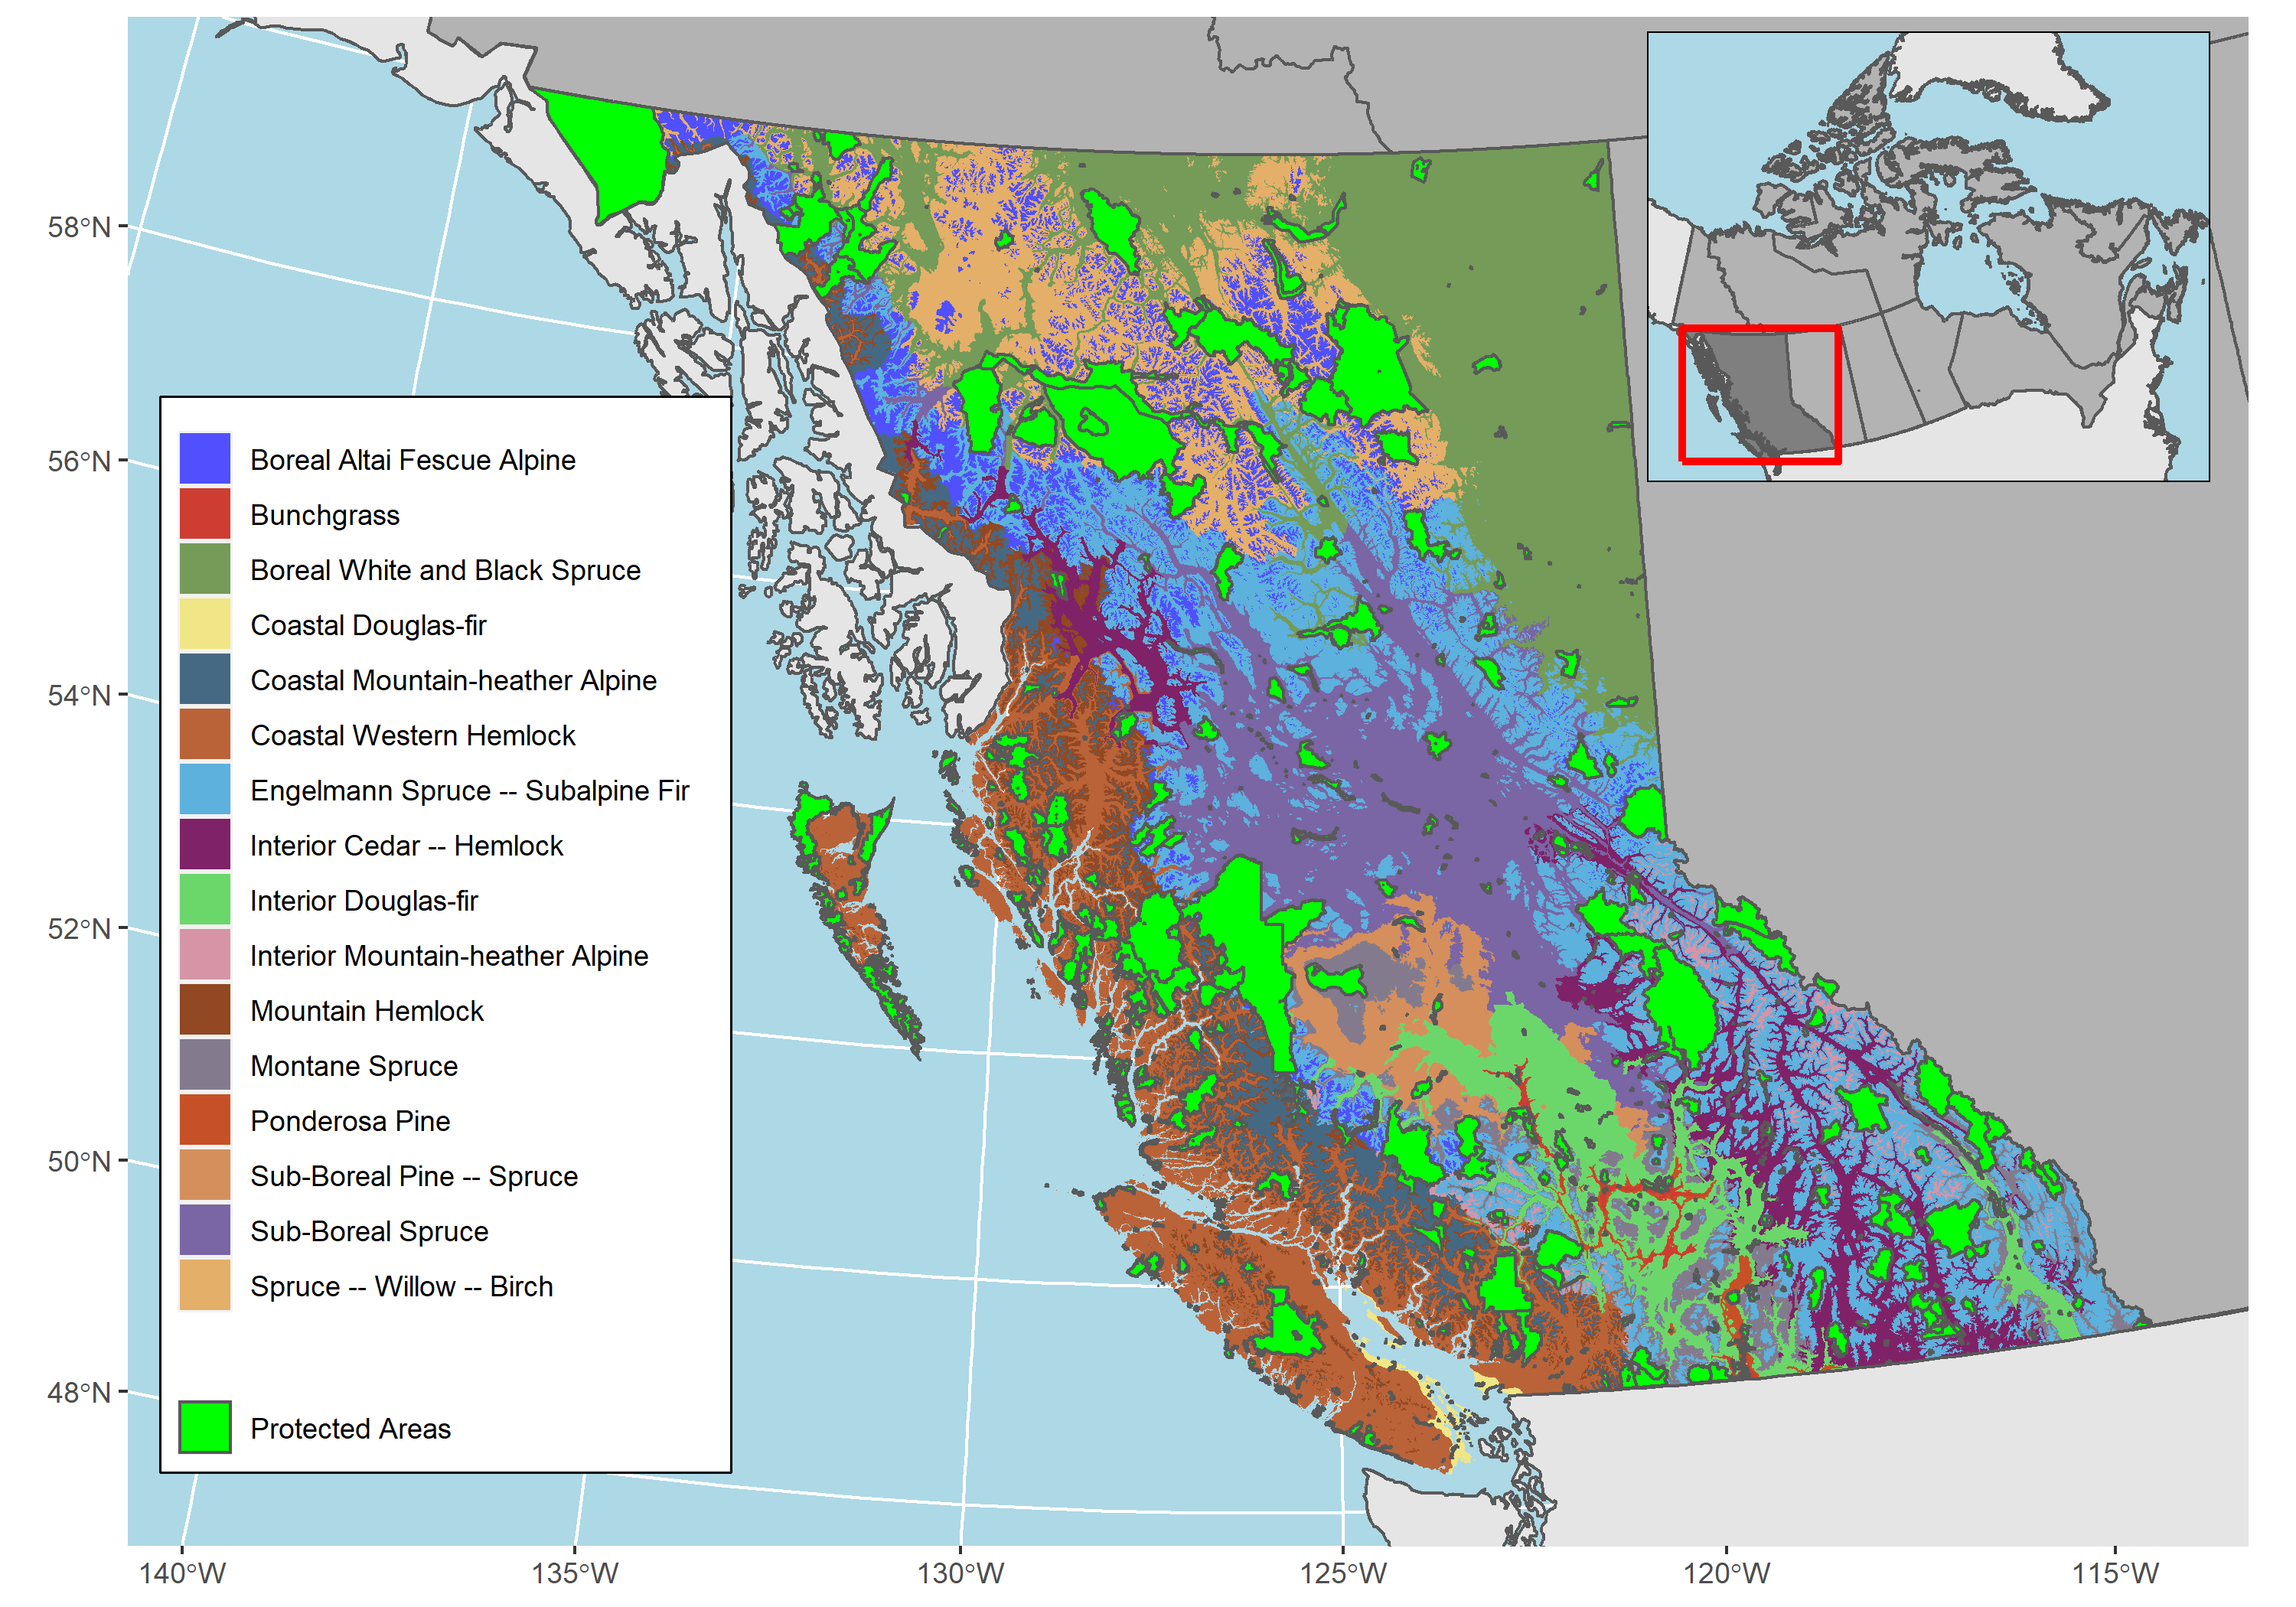 58°N
56°N
54°N
52°N
50°N
48°N
Boreal Altai Fescue Alpine
Bunchgrass
Boreal White and Black Spruce
Coastal Douglas-fir
Coastal Mountain-heather Alpine
Coastal Western Hemlock
Engelmann Spruce -- Subalpine Fir
Interior Cedar -- Hemlock
Interior Douglas-fir
Interior Mountain-heather Alpine
Mountain Hemlock
Montane Spruce
Ponderosa Pine
Sub-Boreal Pine -- Spruce
Sub-Boreal Spruce
Spruce -- Willow -- Birch
Protected Areas
140°W 135°W 130°W 125°W 120°W 115°W